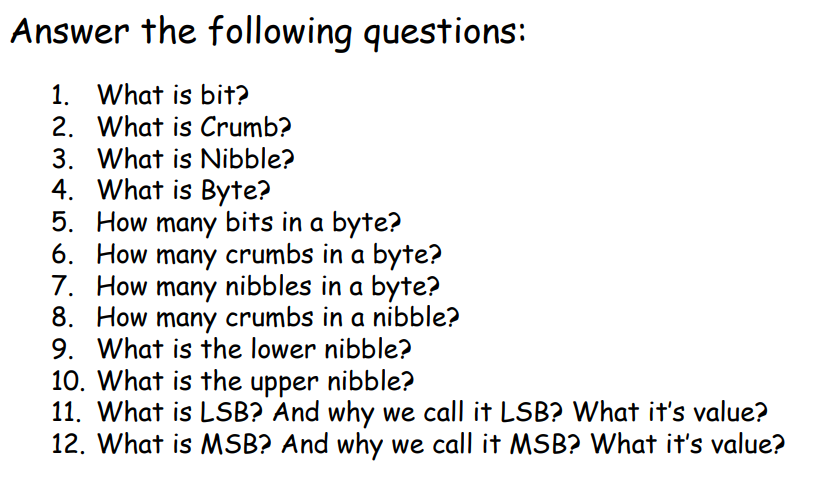 Answer the following questions:
1. What is bit?
2. What is Crumb?
3. What is Nibble?
4. What is Byte?
5. How many bits in a byte?
6. How many crumbs in a byte?
7. How many nibbles in a byte?
8. How many crumbs in a nibble?
9. What is the lower nibble?
10. What is the upper nibble?
11. What is LSB? And why we call it LSB? What it's value?
12. What is MSB? And why we call it MSB? What it's value?